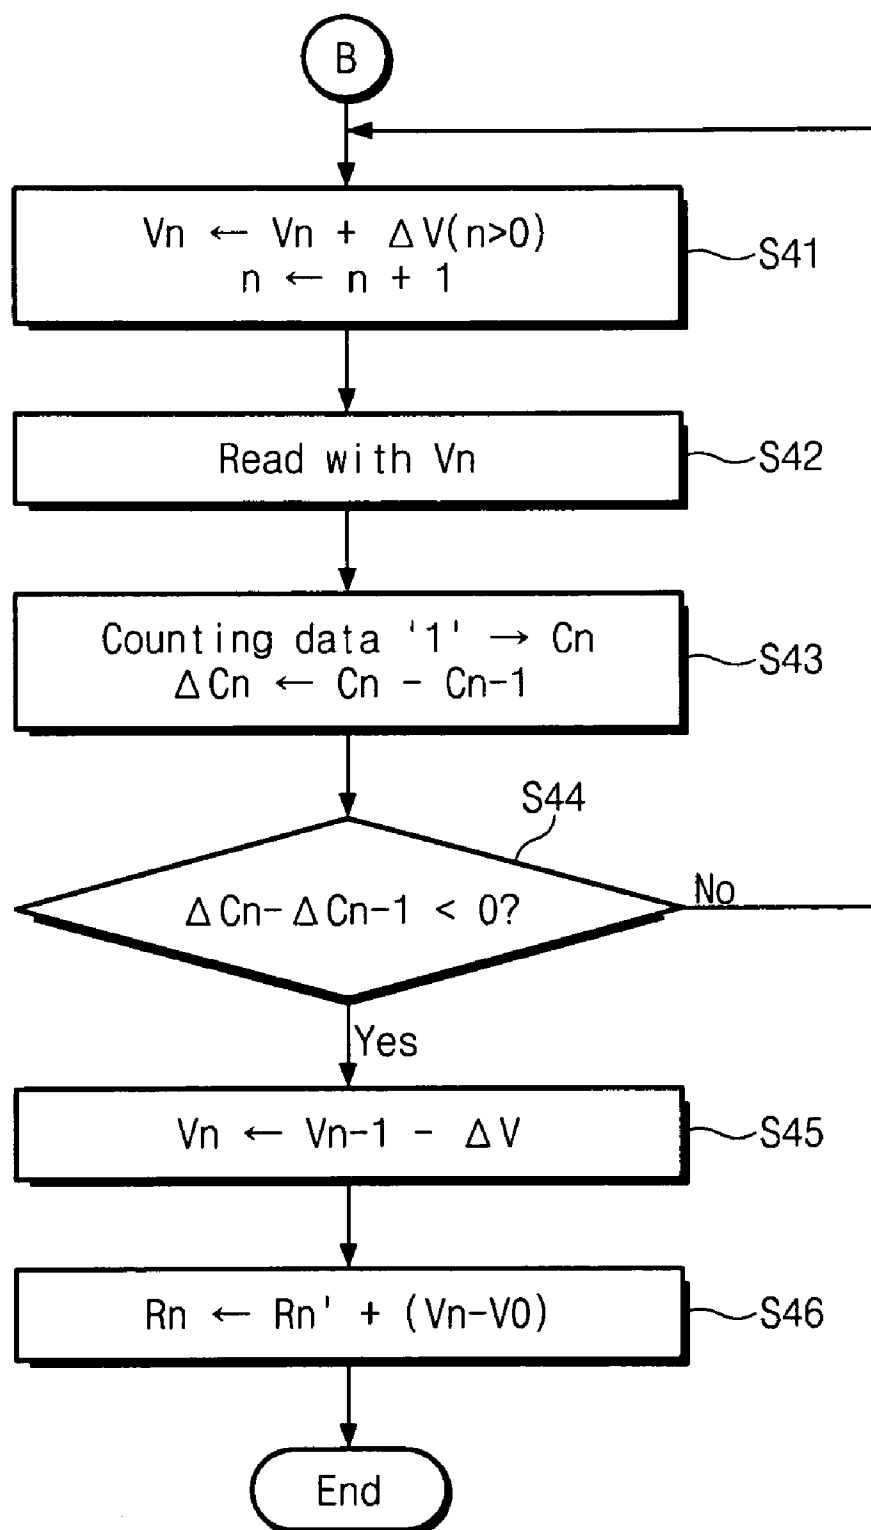 B
Vn ← Vn + ΔV(n>0)
n ← n + 1
S41
Read with Vn
S42
Counting data '1' → Cn
ΔCn ← Cn - Cn-1
S43
S44
ΔCn-ΔCn-1 < 0?
No
Yes
Vn ← Vn-1 - ΔV
S45
Rn ← Rn' + (Vn-V0)
S46
End